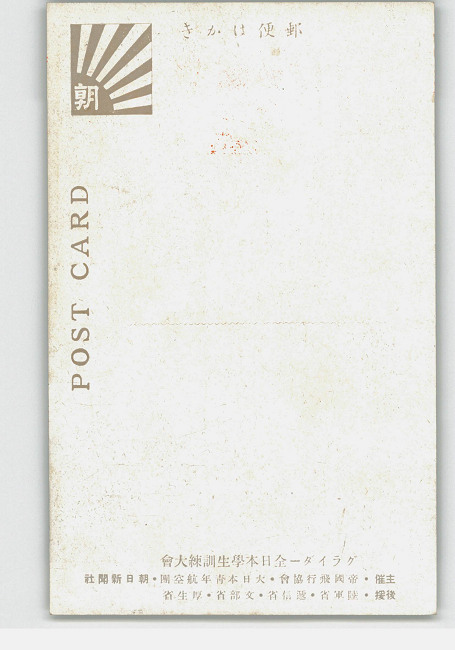 郵便はかき
朝
POST CARD
グライダー全日本學生訓練大會
主催・帝國飛行協會・大日本青年航空團・朝日新聞社
後援・陸軍省・遞信省・文部省・厚生省